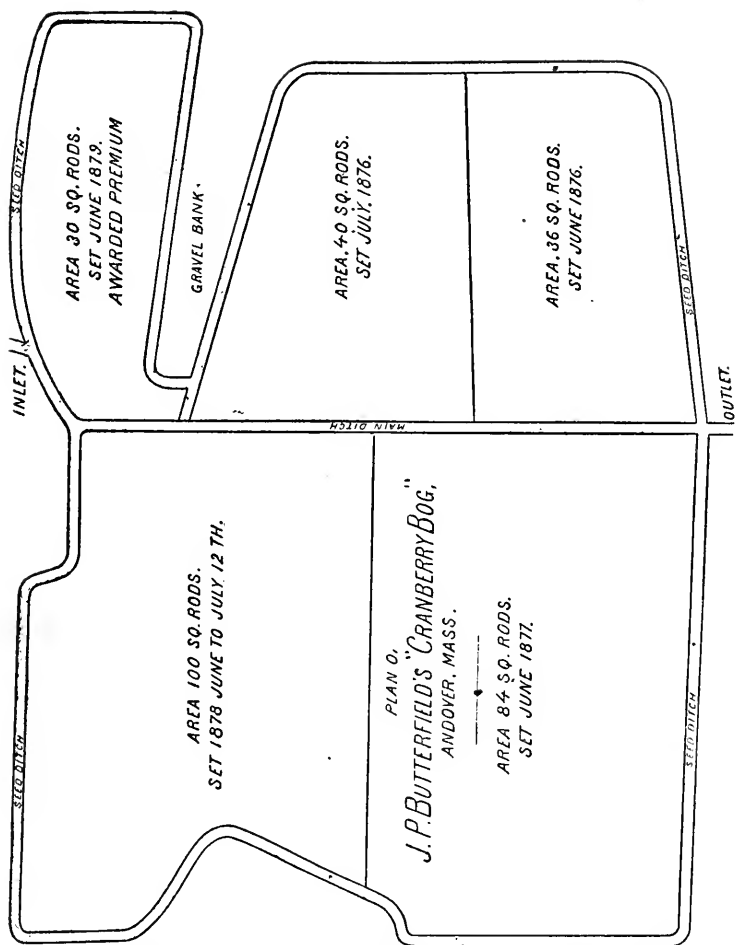 SEED DITCH
AREA 30 SQ. RODS.
SET JUNE 1879.
AWARDED PREMIUM
GRAVEL BANK.
INLET.
AREA. 40 SQ. RODS.
SET JULY. 1876.
AREA. 36 SQ. RODS.
SET JUNE 1876.
SEED DITCH
OUTLET.
MAIN DITCH
SEED DITCH
AREA 100 SQ. RODS.
SET 1878 JUNE TO JULY 12 TH.
PLAN O,
J. P. BUTTERFIELD'S "CRANBERRY BOG,"
ANDOVER, MASS.
AREA 84 SQ. RODS.
SET JUNE 1877.
SEED DITCH